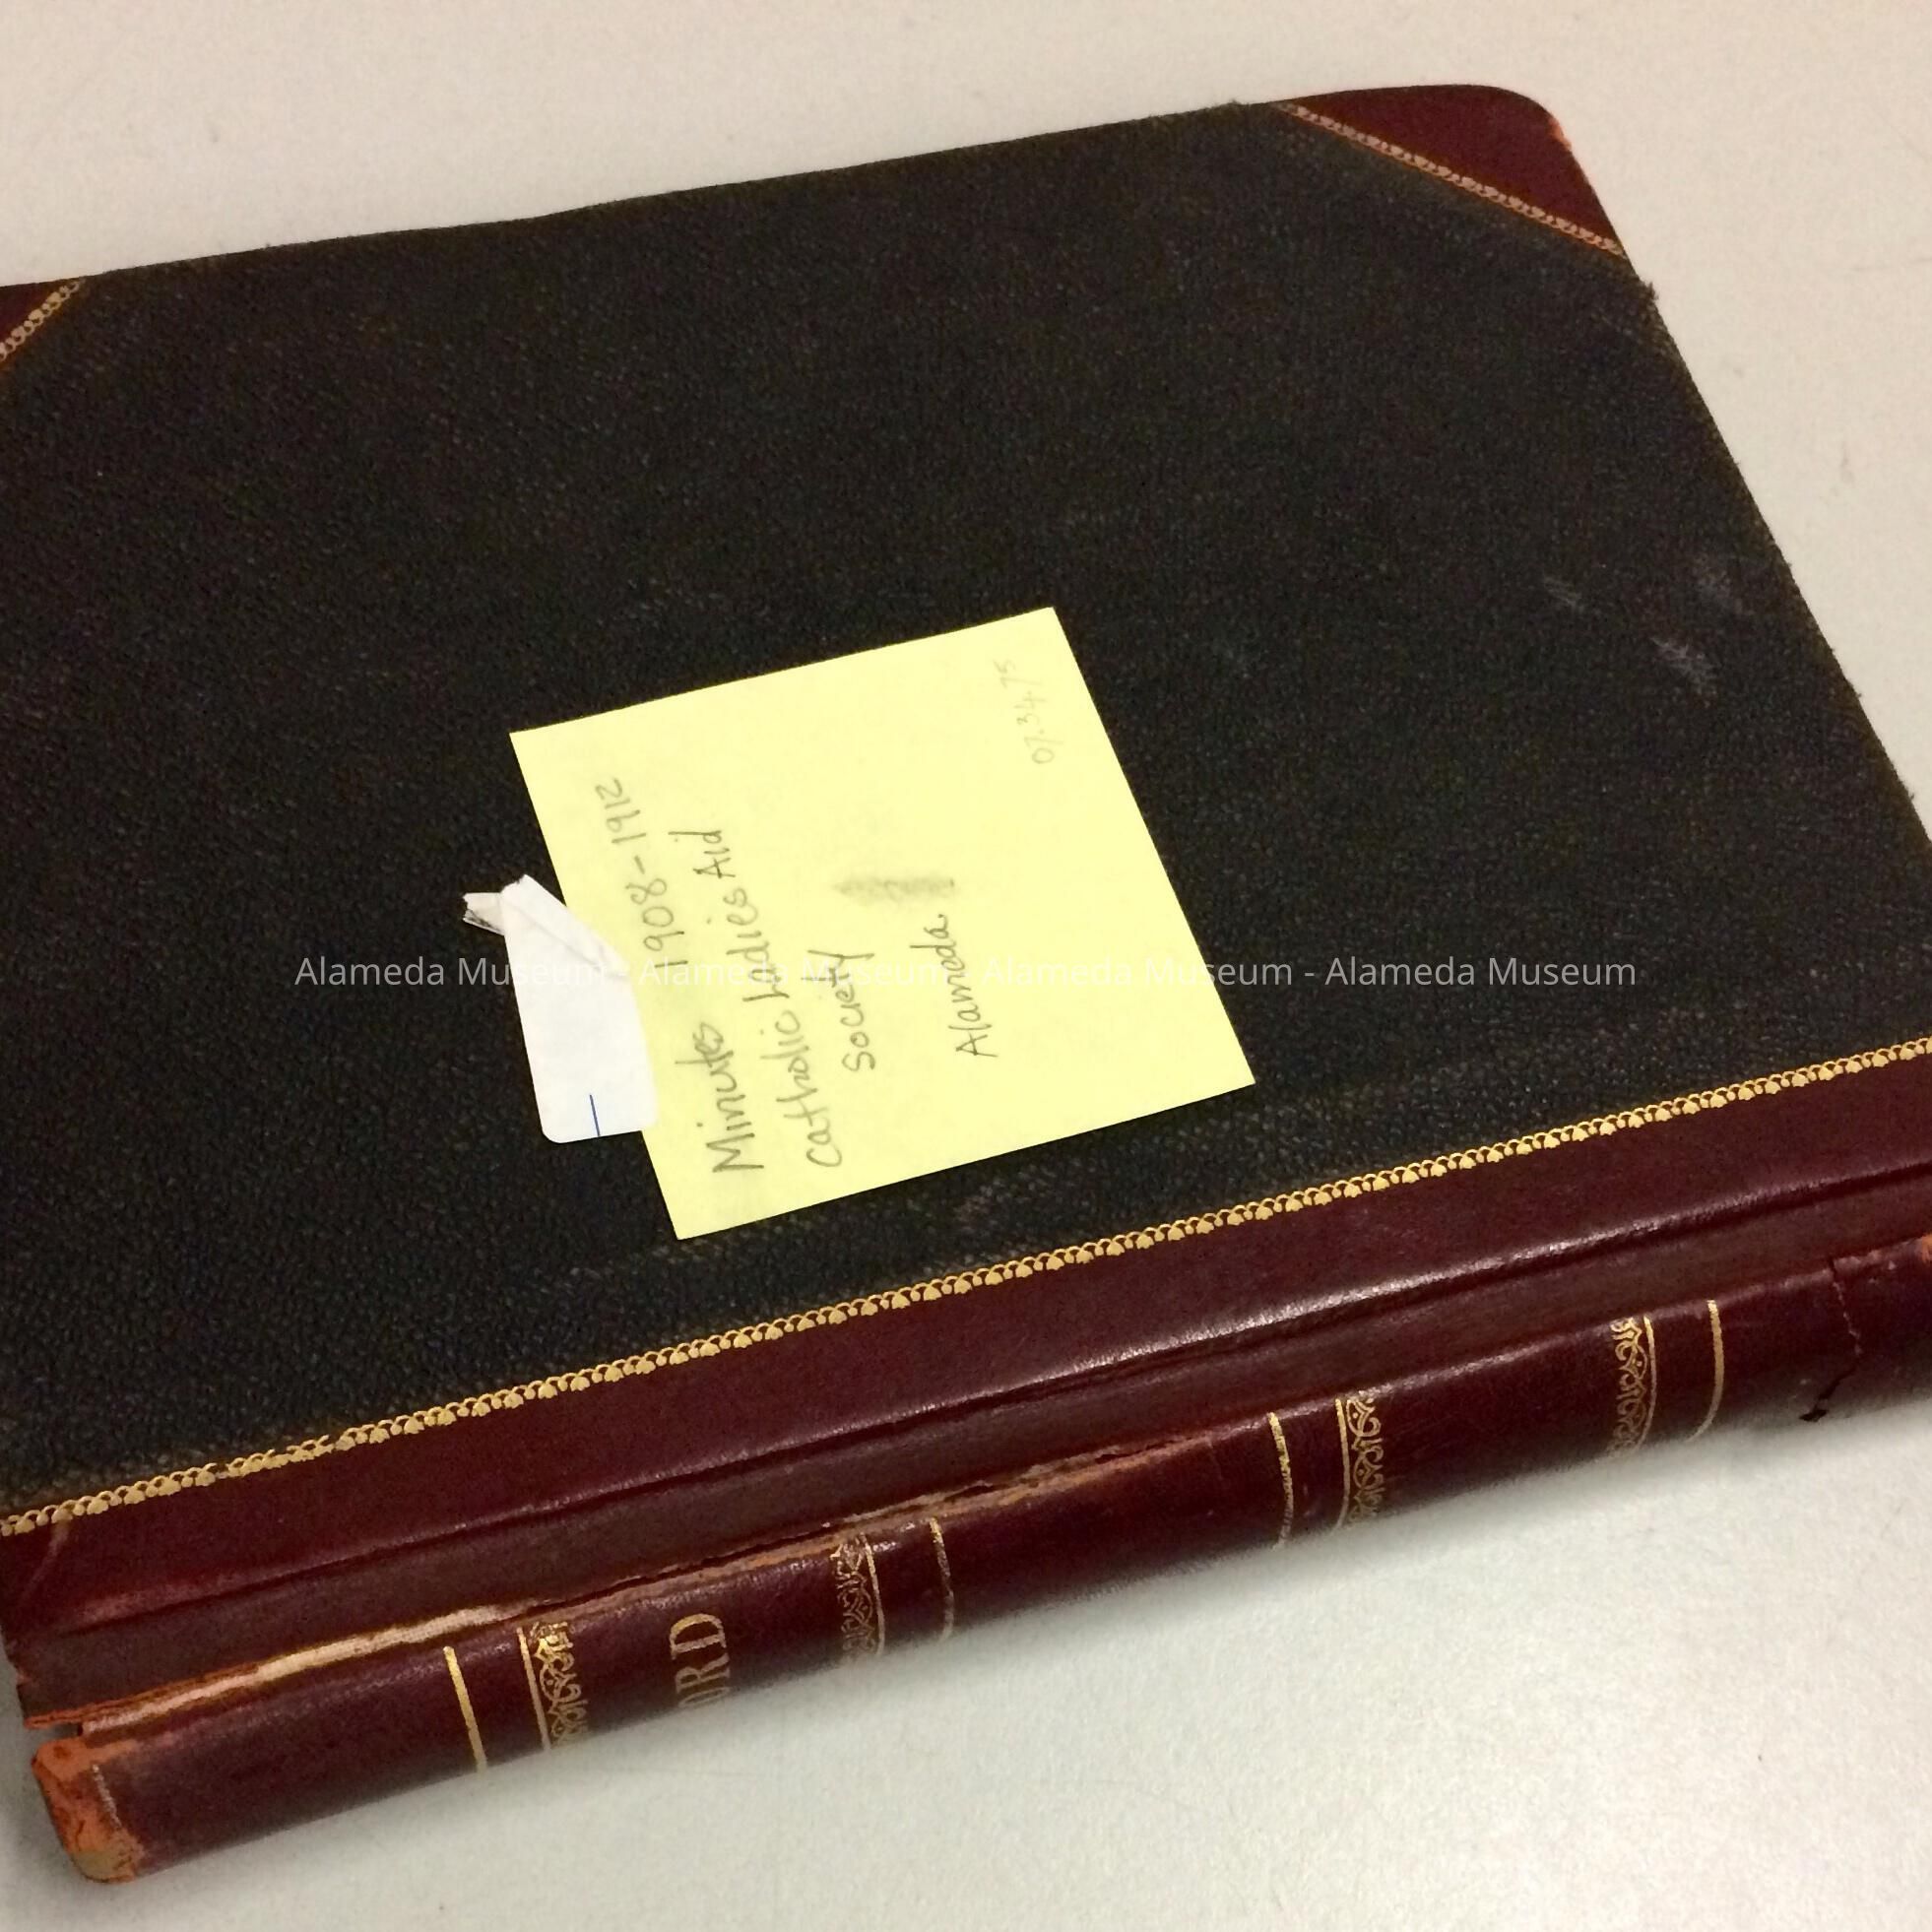 Minutes 1908-1912
Catholic Ladies Aid
Society
Alameda
07.34.75
Alameda Museum - Alameda Museum - Alameda Museum - Alameda Museum
ORD